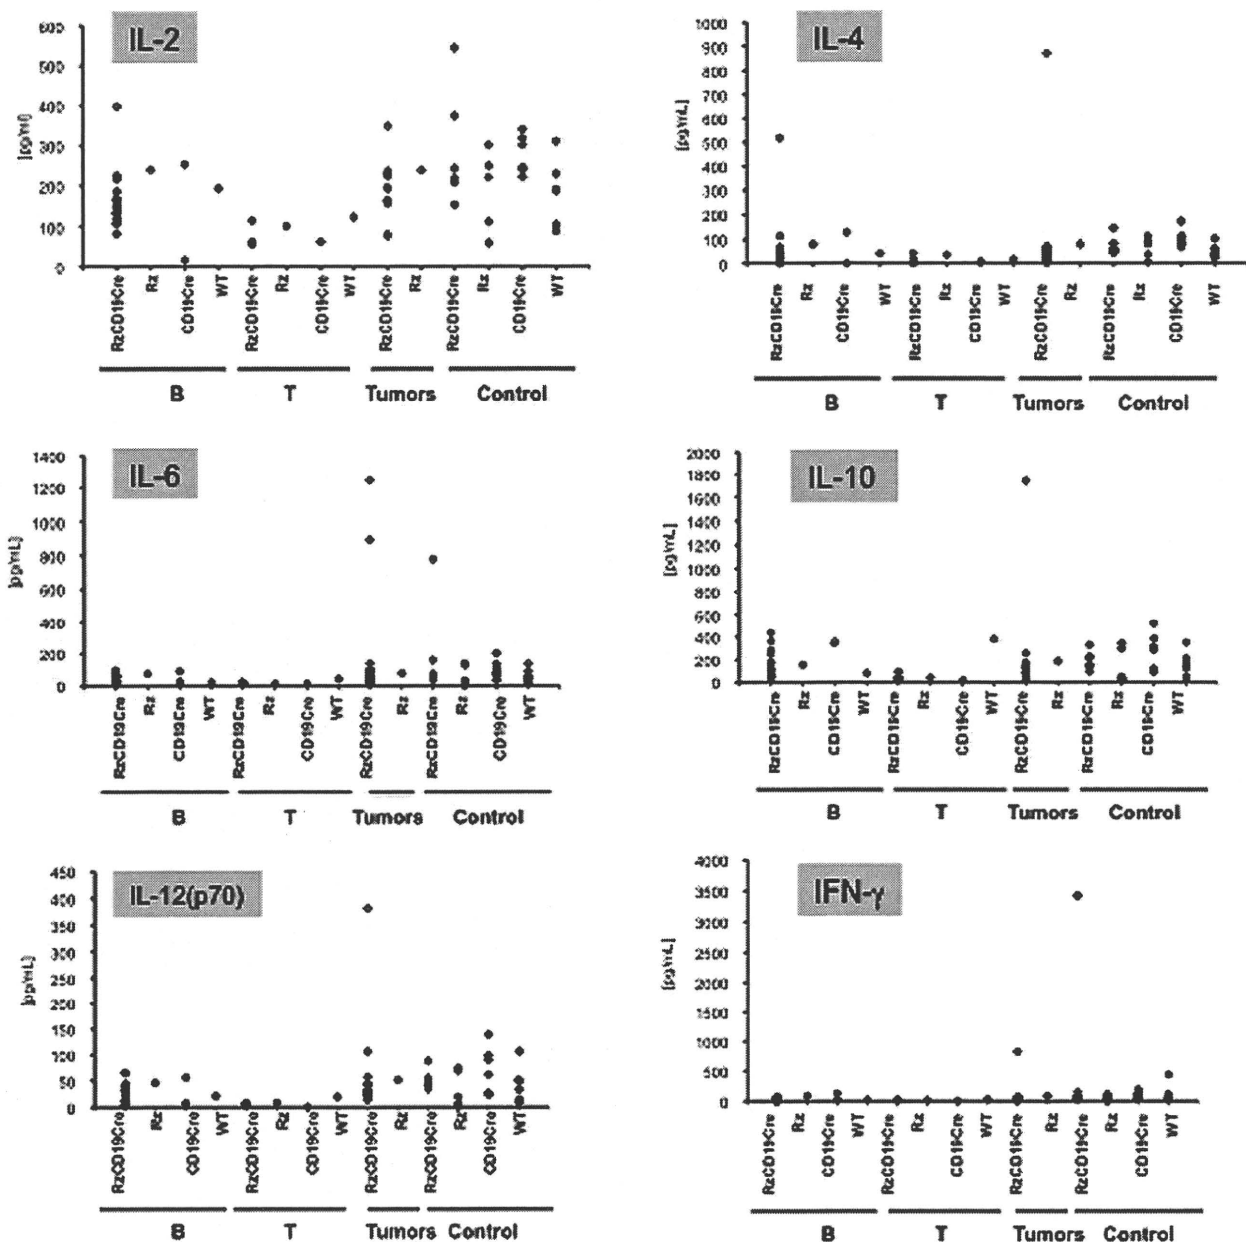 IL-2
[pg/ml]
600
500
400
300
200
100
0
RzCD19Cre
Rz
CD19Cre
WT
RzCD19Cre
Rz
CD19Cre
WT
RzCD19Cre
Rz
RzCD19Cre
Rz
CD19Cre
WT
B T Tumors Control
IL-4
[pg/mL]
1000
900
800
700
600
500
400
300
200
100
0
RzCD19Cre
Rz
CD19Cre
WT
RzCD19Cre
Rz
CD19Cre
WT
RzCD19Cre
Rz
RzCD19Cre
Rz
CD19Cre
WT
B T Tumors Control
IL-6
[pg/mL]
1400
1200
1000
800
600
400
200
0
RzCD19Cre
Rz
CD19Cre
WT
RzCD19Cre
Rz
CD19Cre
WT
RzCD19Cre
Rz
RzCD19Cre
Rz
CD19Cre
WT
B T Tumors Control
IL-10
[pg/mL]
2000
1800
1600
1400
1200
1000
800
600
400
200
0
RzCD19Cre
Rz
CD19Cre
WT
RzCD19Cre
Rz
CD19Cre
WT
RzCD19Cre
Rz
RzCD19Cre
Rz
CD19Cre
WT
B T Tumors Control
IL-12(p70)
[pg/mL]
450
400
350
300
250
200
150
100
50
0
RzCD19Cre
Rz
CD19Cre
WT
RzCD19Cre
Rz
CD19Cre
WT
RzCD19Cre
Rz
RzCD19Cre
Rz
CD19Cre
WT
B T Tumors Control
IFN-γ
[pg/mL]
4000
3500
3000
2500
2000
1500
1000
500
0
RzCD19Cre
Rz
CD19Cre
WT
RzCD19Cre
Rz
CD19Cre
WT
RzCD19Cre
Rz
RzCD19Cre
Rz
CD19Cre
WT
B T Tumors Control